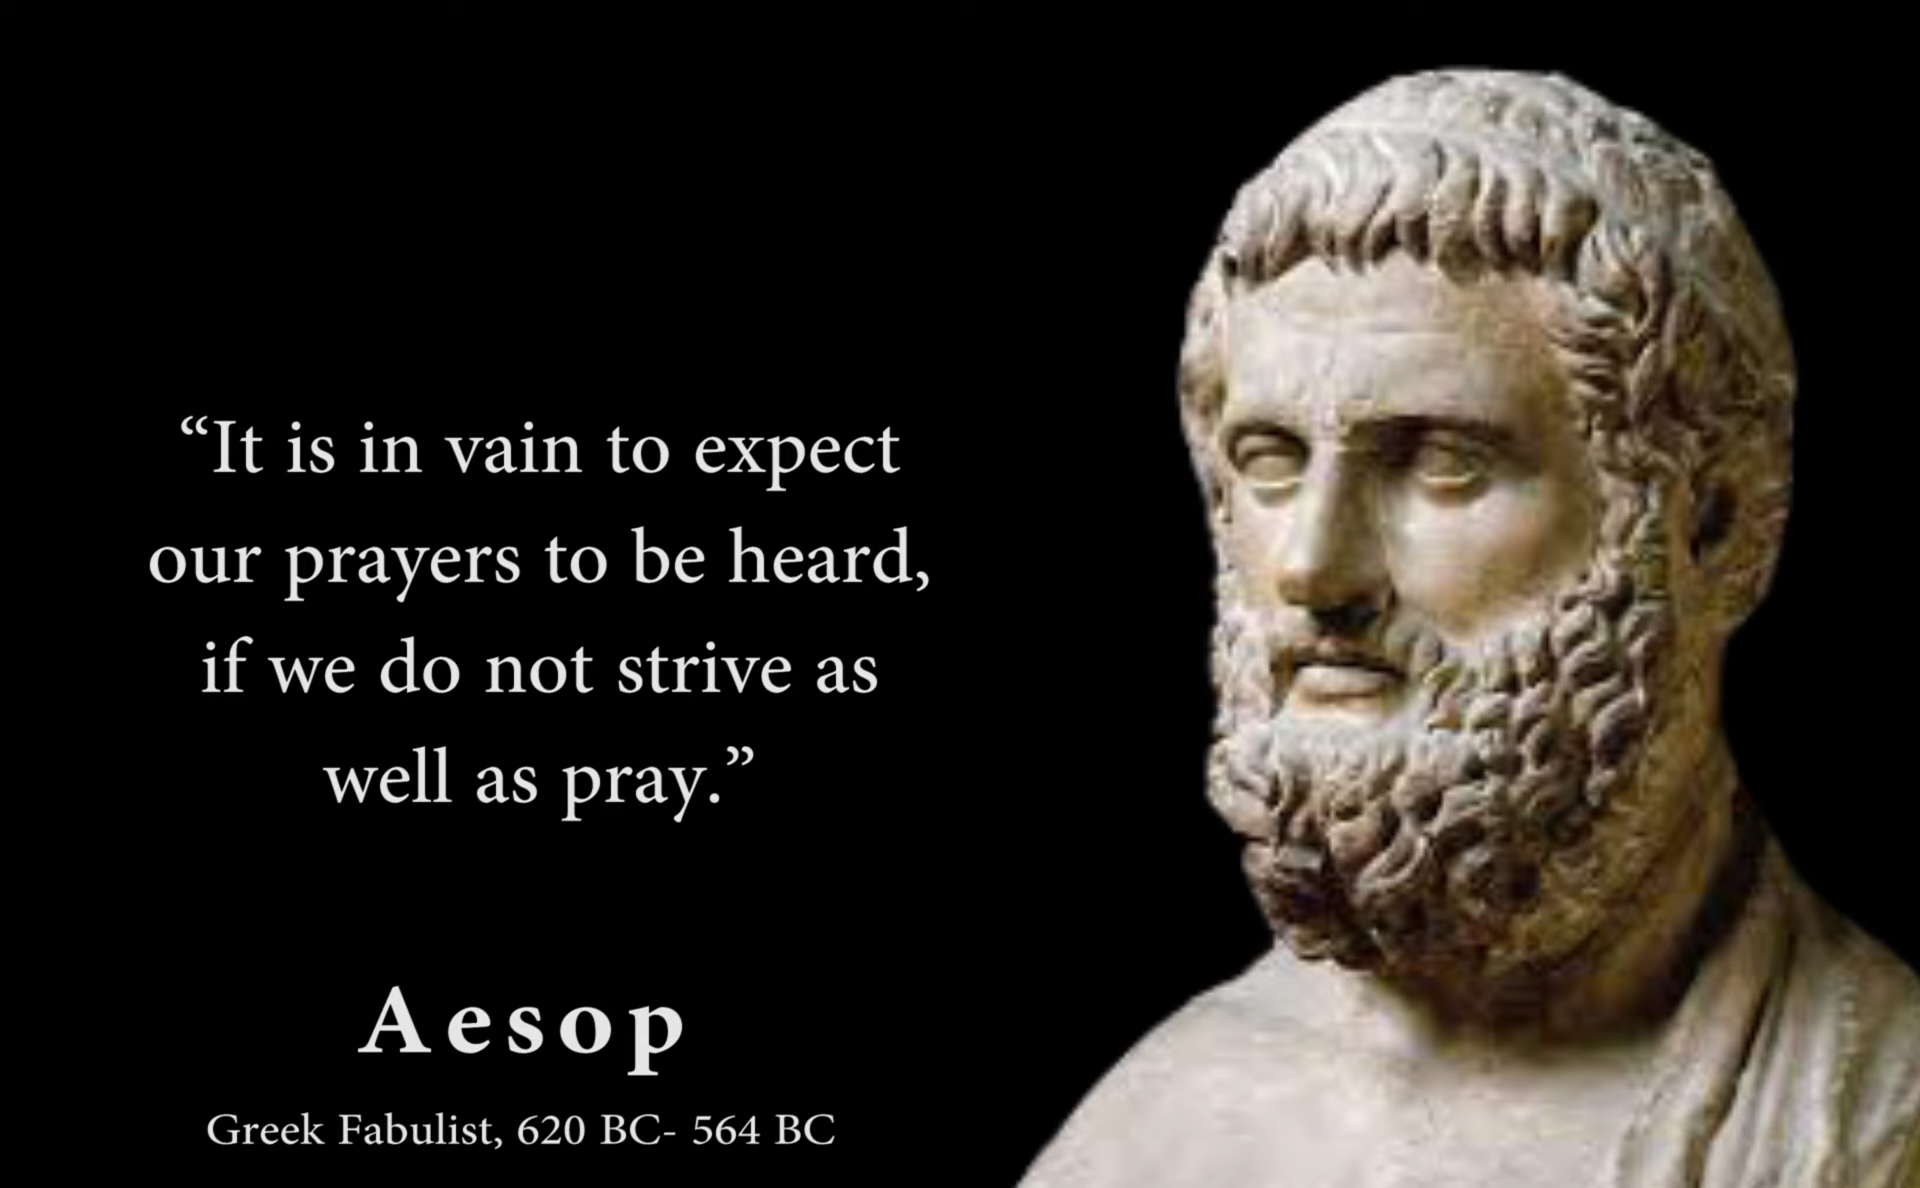 “It is in vain to expect
our prayers to be heard,
if we do not strive as
well as pray.”
Aesop
Greek Fabulist, 620 BC- 564 BC